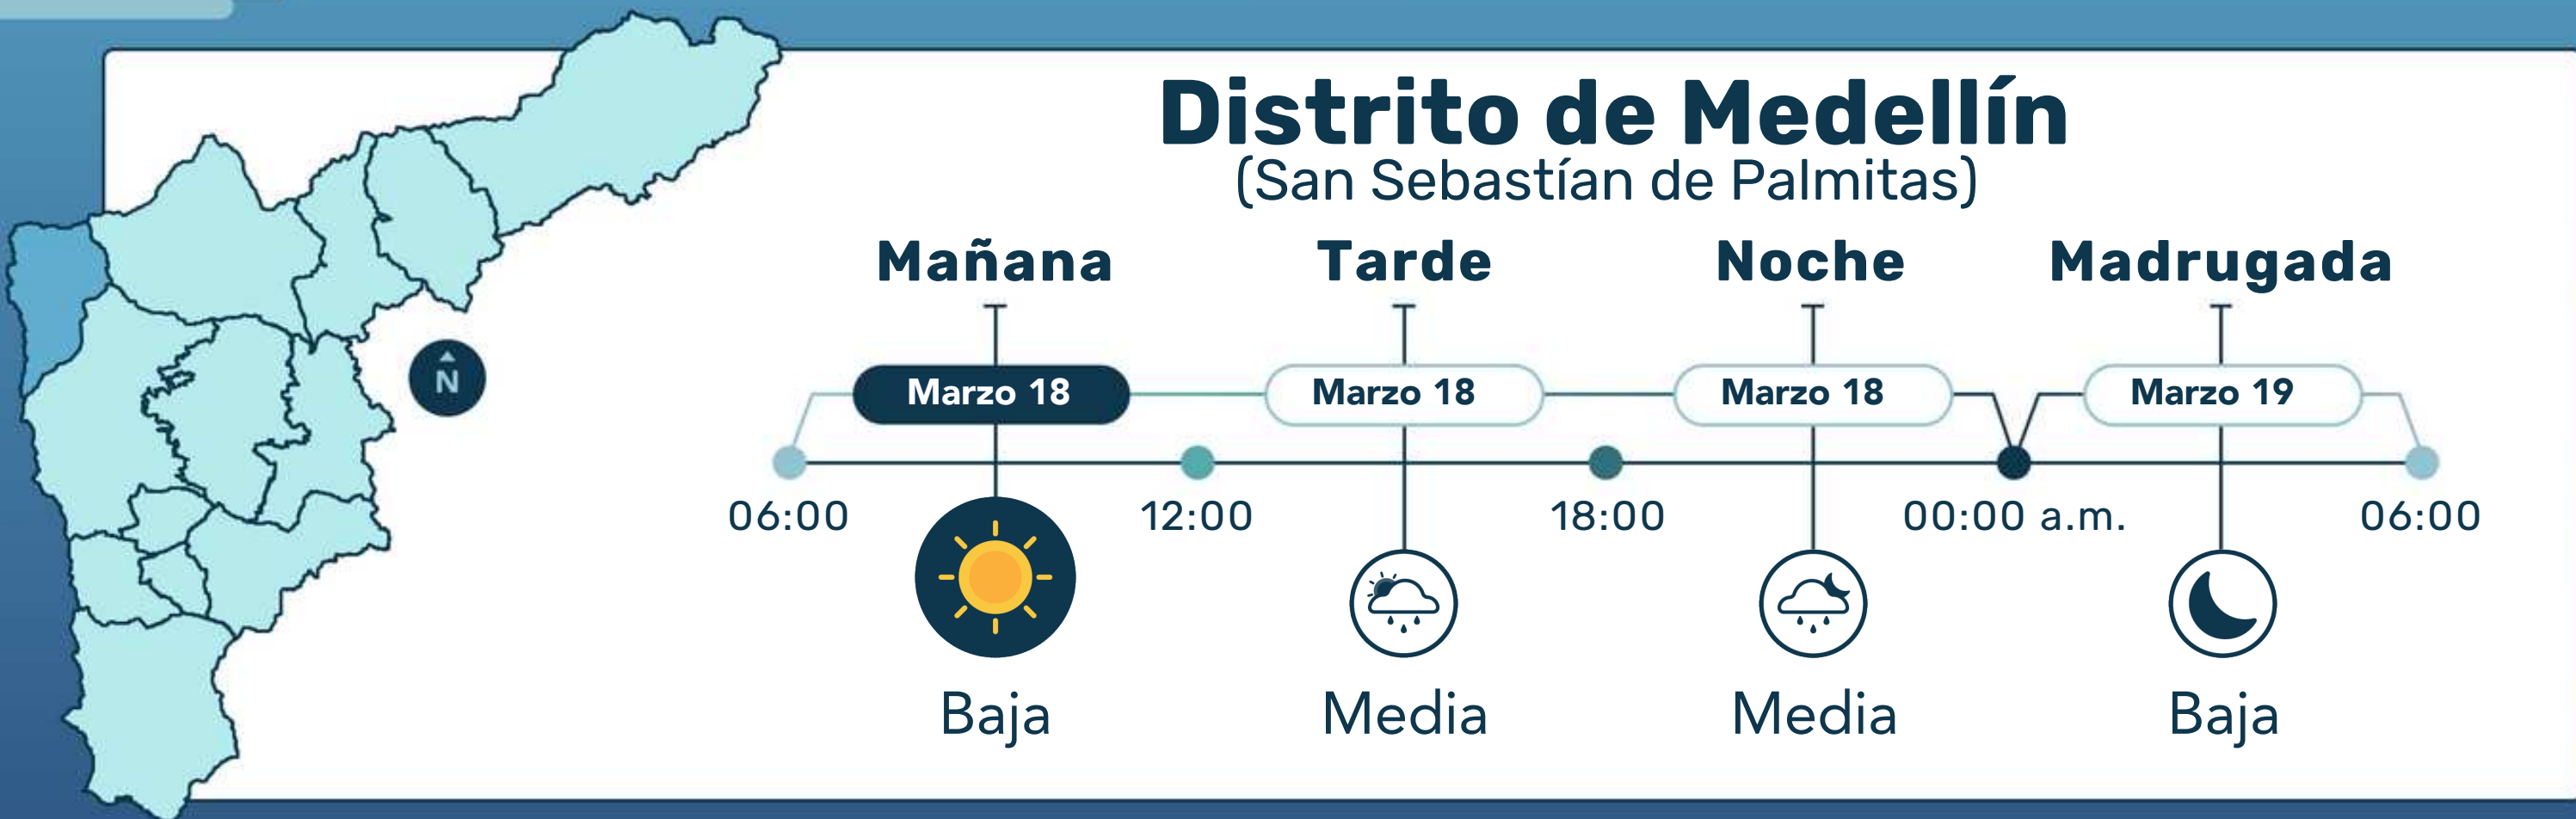 Distrito de Medellín
(San Sebastían de Palmitas)
Mañana Tarde Noche Madrugada
Marzo 18 Marzo 18 Marzo 18 Marzo 19
N
06:00 12:00 18:00 00:00 a.m. 06:00
Baja Media Media Baja